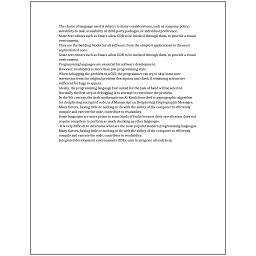 The choice of language used is subject to many considerations, such as company policy,
suitability to task, availability of third-party packages, or individual preference.
Some text editors such as Emacs allow GDB to be invoked through them, to provide a visual
environment.
They are the building blocks for all software, from the simplest applications to the most
sophisticated ones.
Some text editors such as Emacs allow GDB to be invoked through them, to provide a visual
environment.
Programming languages are essential for software development.
However, readability is more than just programming style.
When debugging the problem in a GUI, the programmer can try to skip some user
interaction from the original problem description and check if remaining actions are
sufficient for bugs to appear.
Ideally, the programming language best suited for the task at hand will be selected.
Normally the first step in debugging is to attempt to reproduce the problem.
In the 9th century, the Arab mathematician Al-Kindi described a cryptographic algorithm
for deciphering encrypted code, in A Manuscript on Deciphering Cryptographic Messages.
Many factors, having little or nothing to do with the ability of the computer to efficiently
compile and execute the code, contribute to readability.
Some languages are more prone to some kinds of faults because their specification does not
require compilers to perform as much checking as other languages.
It is very difficult to determine what are the most popular modern programming languages.
Many factors, having little or nothing to do with the ability of the computer to efficiently
compile and execute the code, contribute to readability.
Integrated development environments (IDEs) aim to integrate all such help.